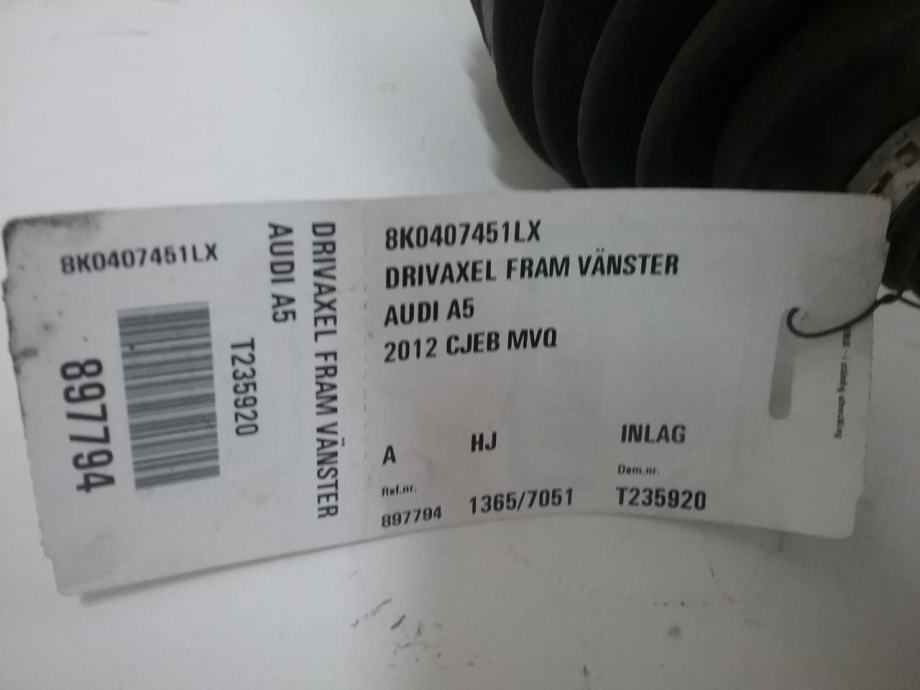 8K0407451LX
897794
T235920
AUDI A5
DRIVAXEL FRAM VÄNSTER
8K0407451LX
DRIVAXEL FRAM VÄNSTER
AUDI A5
2012 CJEB MVQ
A HJ INLAG
Ref.nr. Dem.nr.
897794 1365/7051 T235920